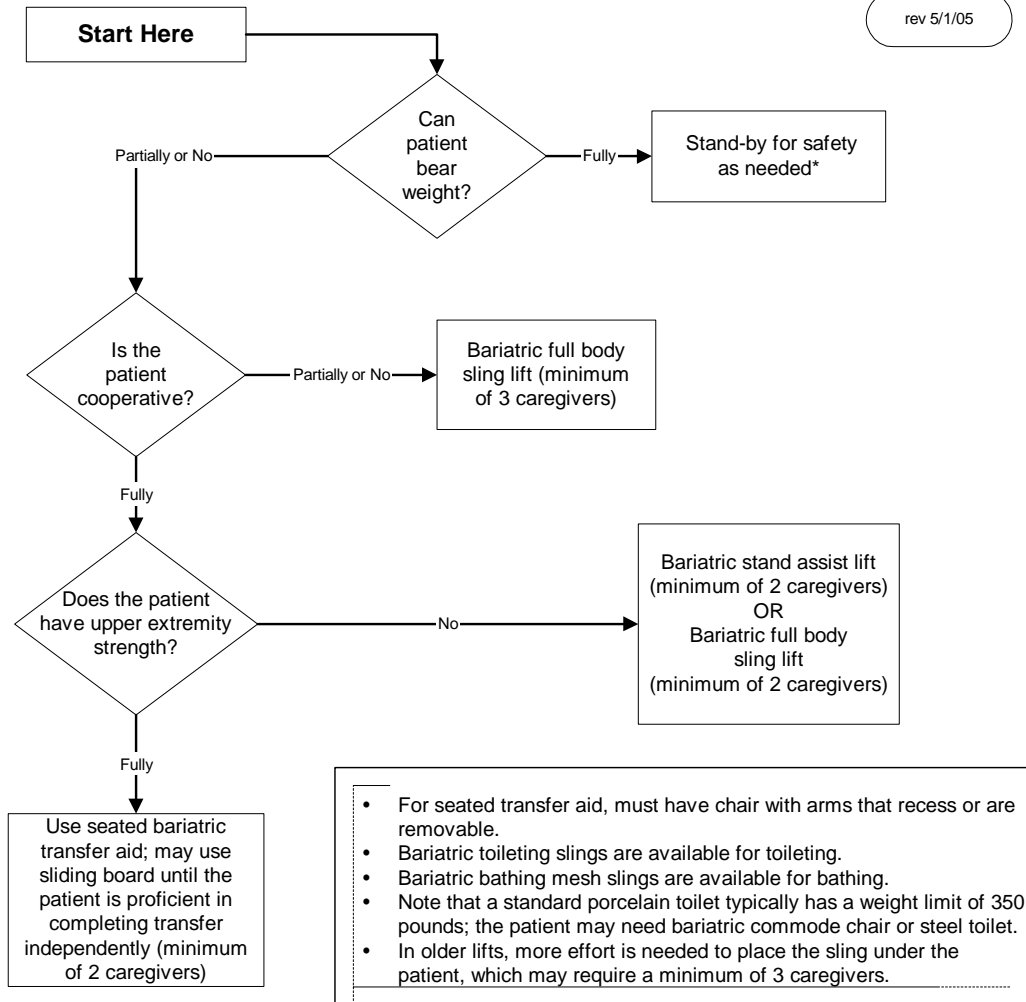 Start Here
rev 5/1/05
Can
patient
bear
weight?
Partially or No
Fully
Stand-by for safety
as needed*
Is the
patient
cooperative?
Partially or No
Bariatric full body
sling lift (minimum
of 3 caregivers)
Fully
Does the patient
have upper extremity
strength?
No
Bariatric stand assist lift
(minimum of 2 caregivers)
OR
Bariatric full body
sling lift
(minimum of 2 caregivers)
Fully
Use seated bariatric
transfer aid; may use
sliding board until the
patient is proficient in
completing transfer
independently (minimum
of 2 caregivers)
• For seated transfer aid, must have chair with arms that recess or are
removable.
• Bariatric toileting slings are available for toileting.
• Bariatric bathing mesh slings are available for bathing.
• Note that a standard porcelain toilet typically has a weight limit of 350
pounds; the patient may need bariatric commode chair or steel toilet.
• In older lifts, more effort is needed to place the sling under the
patient, which may require a minimum of 3 caregivers.